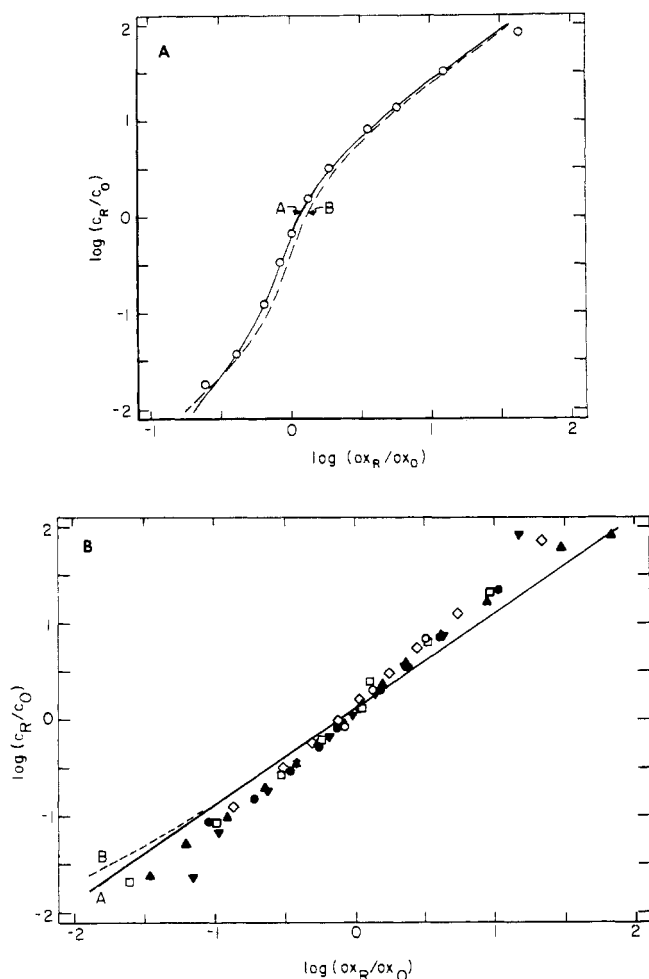 A
2
1
0
-1
-2
log (c_R/c_O)
A B
-1 0 1 2
log (ox_R/ox_O)
B
2
1
0
-1
-2
log (c_R/c_O)
B
A
-2 -1 0 1 2
log (ox_R/ox_O)